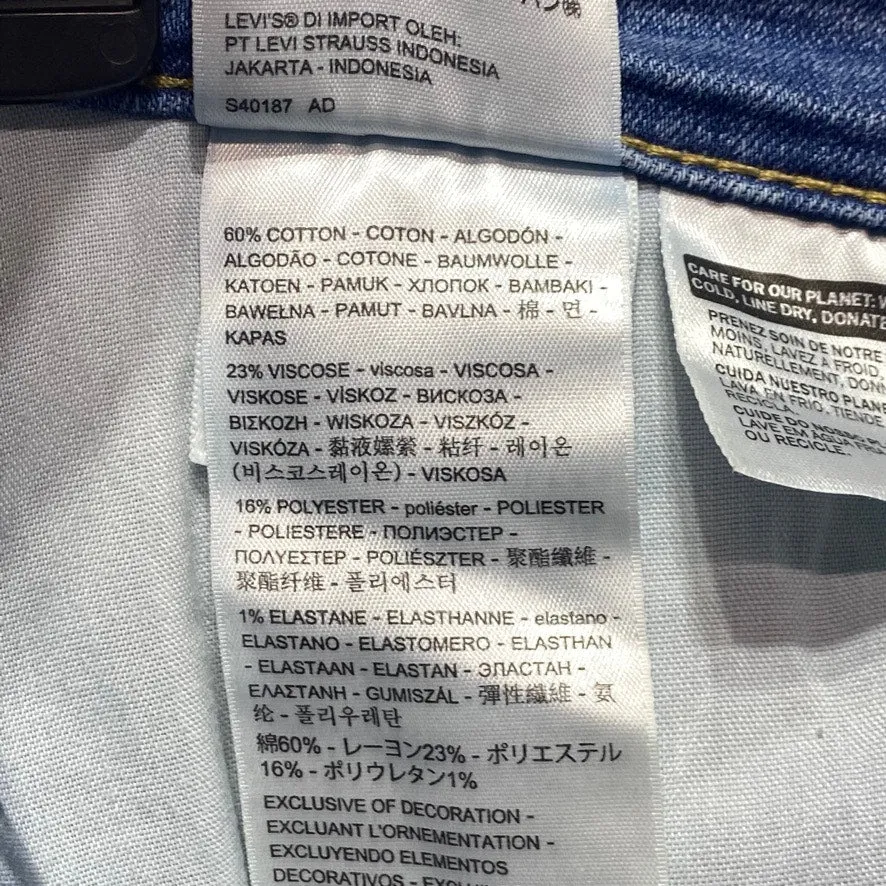 パン㈱
LEVI'S® DI IMPORT OLEH:
PT LEVI STRAUSS INDONESIA
JAKARTA - INDONESIA
S40187 AD
60% COTTON - COTON - ALGODÓN -
ALGODÃO - COTONE - BAUMWOLLE -
KATOEN - PAMUK - ХЛОПОК - BAMBAKI -
BAWEŁNA - PAMUT - BAVLNA - 棉 - 면 -
KAPAS
23% VISCOSE - viscosa - VISCOSA -
VISKOSE - VİSKOZ - ВИСКОЗА -
ΒΙΣΚΟΖΗ - WISKOZA - VISZKÓZ -
VISKÓZA - 黏液嫘縈 - 粘纤 - 레이온
(비스코스레이온) - VISKOSA
16% POLYESTER - poliéster - POLIESTER
- POLIESTERE - ПОЛИЭСТЕР -
ΠΟΛΥΕΣΤΕΡ - POLIÉSZTER - 聚酯纖維 -
聚酯纤维 - 폴리에스터
1% ELASTANE - ELASTHANNE - elastano -
ELASTANO - ELASTOMERO - ELASTHAN
- ELASTAAN - ELASTAN - ЭЛАСТАН -
ΕΛΑΣΤΑΝΗ - GUMISZÁL - 彈性纖維 - 氨
纶 - 폴리우레탄
綿60% - レーヨン23% - ポリエステル
16% - ポリウレタン1%
EXCLUSIVE OF DECORATION -
EXCLUANT L'ORNEMENTATION -
EXCLUYENDO ELEMENTOS
DECORATIVOS -
CARE FOR OUR PLANET:
COLD, LINE DRY, DONATE
PRENEZ SOIN DE NOTRE
MOINS, LAVEZ À FROID,
NATURELLEMENT,
CUIDA NUESTRO
LAVA EN FRIO, TIENDE
RECICLA.
CUIDE DO NOSSO
LAVE EM AGUA
OU RECICLE.